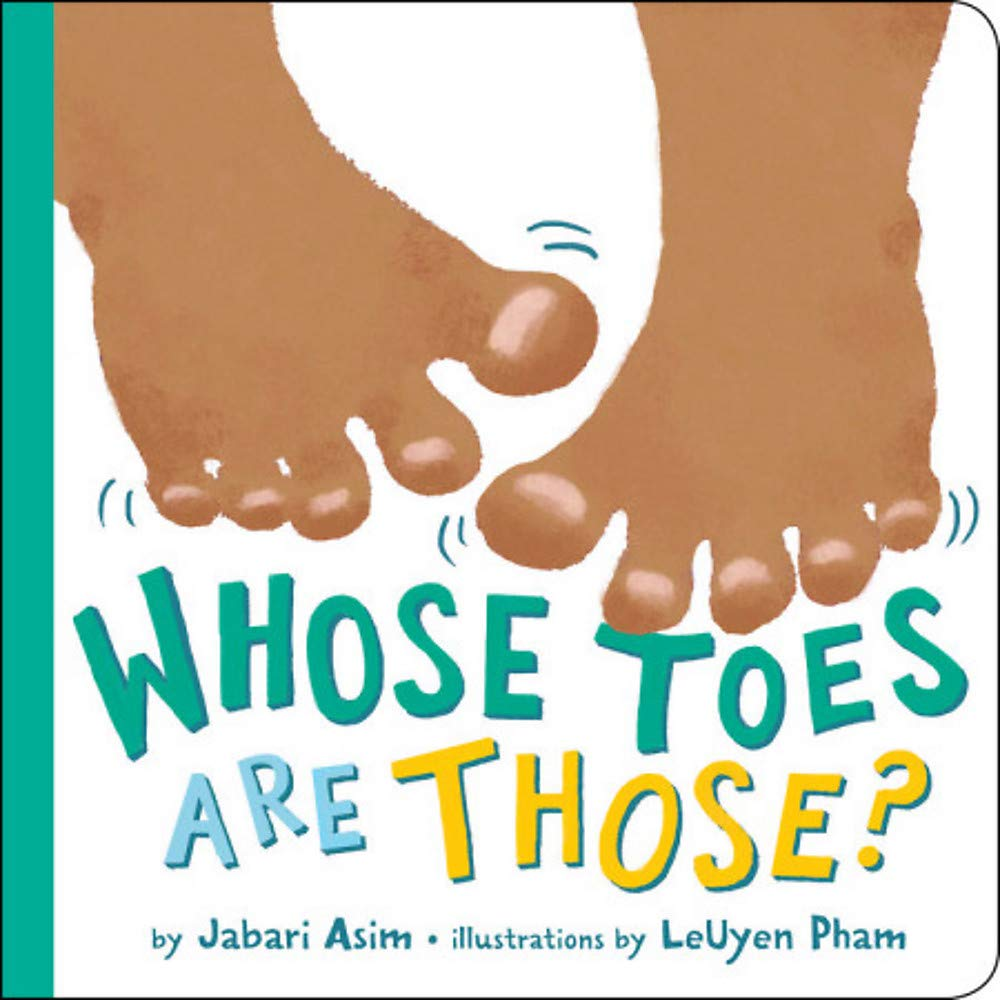 WHOSE TOES
ARE THOSE?
by Jabari Asim • illustrations by LeUyen Pham